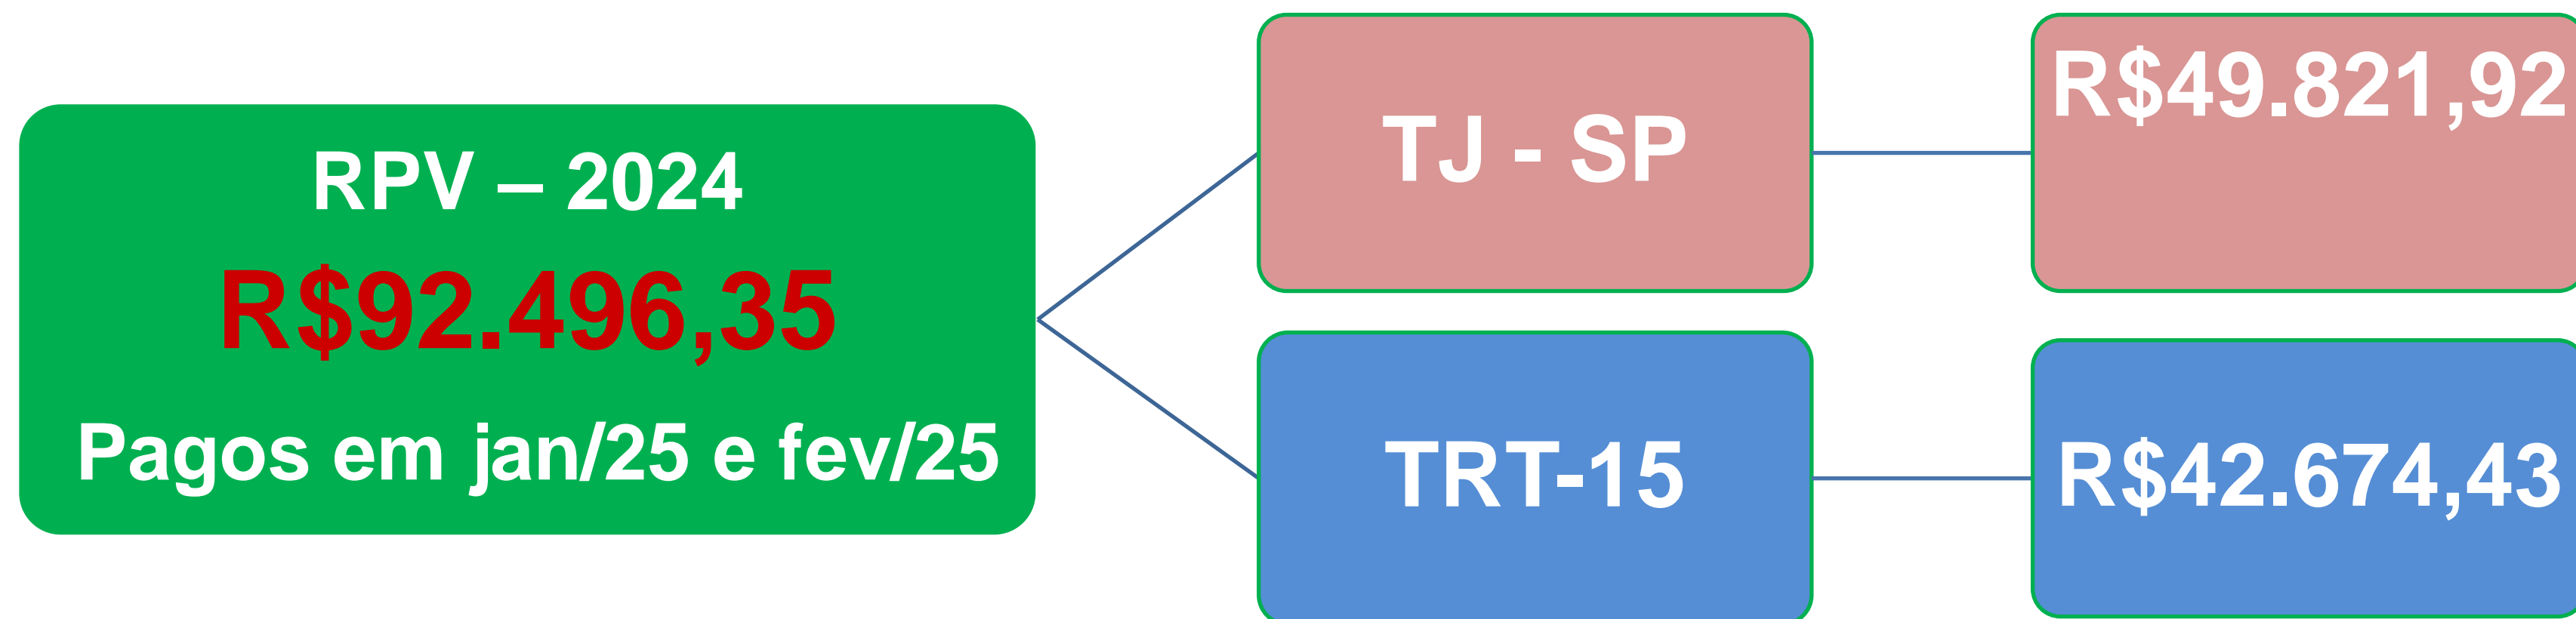 RPV – 2024
R$92.496,35
Pagos em jan/25 e fev/25
TJ - SP
R$49.821,92
TRT-15
R$42.674,43